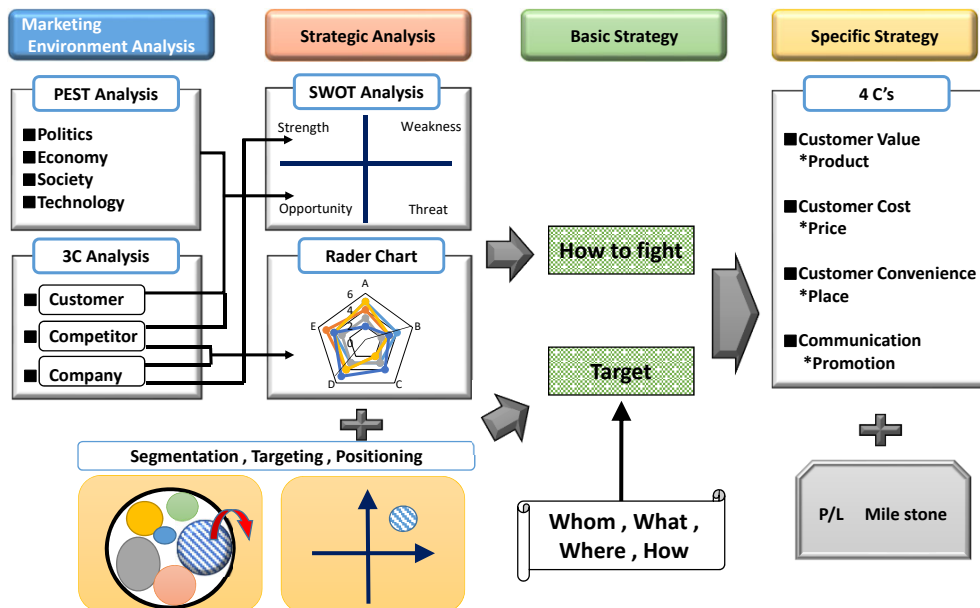 Marketing
Environment Analysis
Strategic Analysis
Basic Strategy
Specific Strategy
PEST Analysis
■Politics
■Economy
■Society
■Technology
3C Analysis
■ Customer
■ Competitor
■ Company
SWOT Analysis
Strength
Weakness
Opportunity
Threat
Rader Chart
A
B
C
D
E
6
4
2
0
Segmentation , Targeting , Positioning
How to fight
Target
Whom , What ,
Where , How
4 C's
■Customer Value
*Product
■Customer Cost
*Price
■Customer Convenience
*Place
■Communication
*Promotion
P/L Mile stone